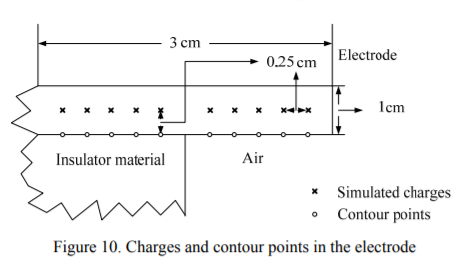 3 cm
Electrode
0.25 cm
1cm
Insulator material
Air
Simulated charges
Contour points
Figure 10. Charges and contour points in the electrode